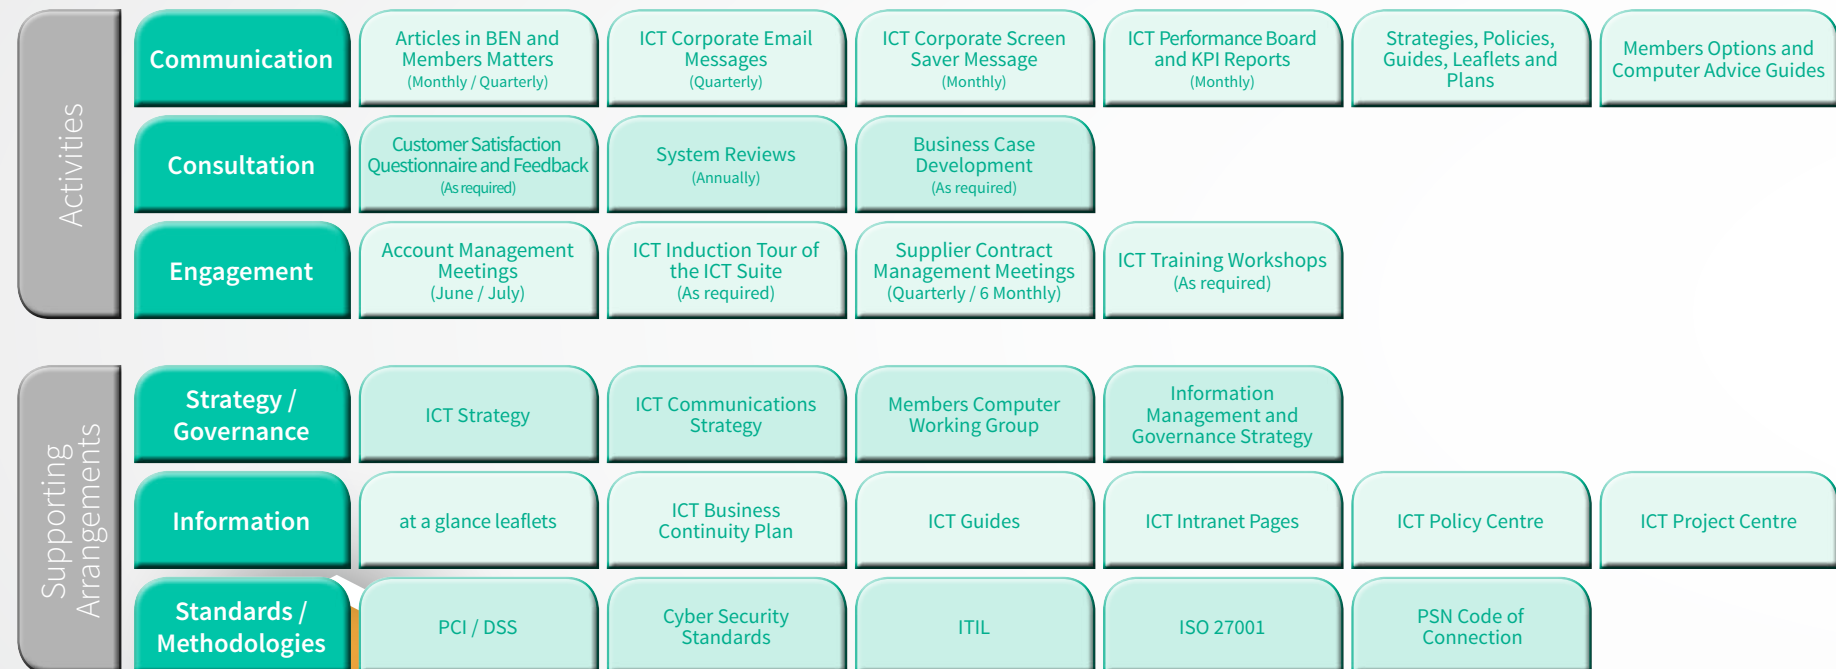 Activities
Communication
Articles in BEN and
Members Matters
(Monthly / Quarterly)
ICT Corporate Email
Messages
(Quarterly)
ICT Corporate Screen
Saver Message
(Monthly)
ICT Performance Board
and KPI Reports
(Monthly)
Strategies, Policies,
Guides, Leaflets and
Plans
Members Options and
Computer Advice Guides
Consultation
Customer Satisfaction
Questionnaire and Feedback
(As required)
System Reviews
(Annually)
Business Case
Development
(As required)
Engagement
Account Management
Meetings
(June / July)
ICT Induction Tour of
the ICT Suite
(As required)
Supplier Contract
Management Meetings
(Quarterly / 6 Monthly)
ICT Training Workshops
(As required)
Supporting
Arrangements
Strategy /
Governance
ICT Strategy
ICT Communications
Strategy
Members Computer
Working Group
Information
Management and
Governance Strategy
Information
at a glance leaflets
ICT Business
Continuity Plan
ICT Guides
ICT Intranet Pages
ICT Policy Centre
ICT Project Centre
Standards /
Methodologies
PCI / DSS
Cyber Security
Standards
ITIL
ISO 27001
PSN Code of
Connection